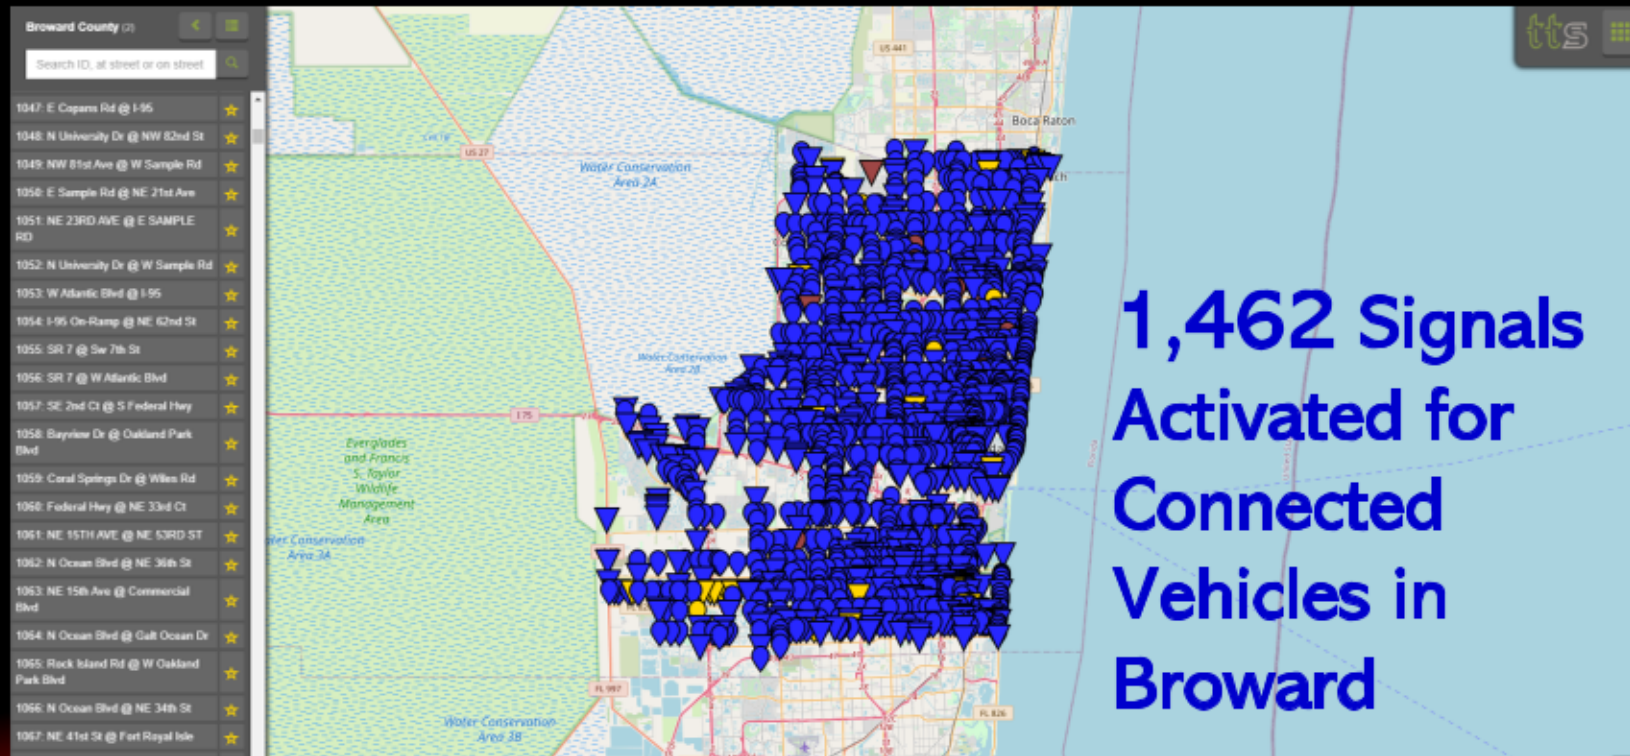 Broward County (2)
Search ID, at street or on street
1047: E Copans Rd @ I-95
1048: N University Dr @ NW 82nd St
1049: NW 81st Ave @ W Sample Rd
1050: E Sample Rd @ NE 21st Ave
1051: NE 23RD AVE @ E SAMPLE
RD
1052: N University Dr @ W Sample Rd
1053: W Atlantic Blvd @ I-95
1054: I-95 On-Ramp @ NE 62nd St
1055: SR 7 @ Sw 7th St
1056: SR 7 @ W Atlantic Blvd
1057: SE 2nd Ct @ S Federal Hwy
1058: Bayview Dr @ Oakland Park
Blvd
1059: Coral Springs Dr @ Wiles Rd
1060: Federal Hwy @ NE 33rd Ct
1061: NE 15TH AVE @ NE 53RD ST
1062: N Ocean Blvd @ NE 36th St
1063: NE 15th Ave @ Commercial
Blvd
1064: N Ocean Blvd @ Galt Ocean Dr
1065: Rock Island Rd @ W Oakland
Park Blvd
1066: N Ocean Blvd @ NE 34th St
1067: NE 41st St @ Fort Royal Isle
US 441
Boca Raton
US 27
Water Conservation
Area 2A
Water Conservation
Area 2B
I 75
Everglades
and Francis
S. Taylor
Wildlife
Management
Area
Conservation
Area 3A
FL 997
FL 826
Water Conservation
Area 3B
tts
1,462 Signals
Activated for
Connected
Vehicles in
Broward